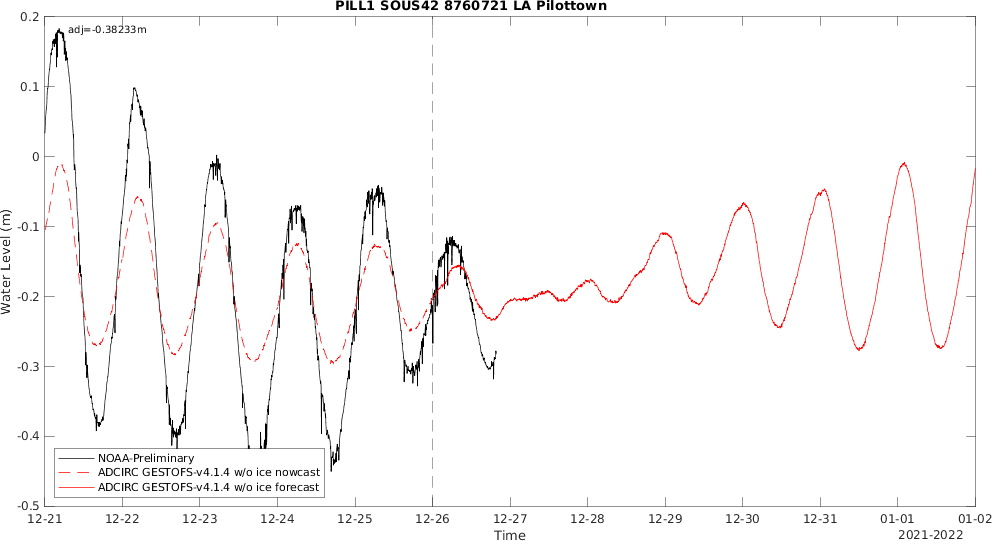 PILL1 SOUS42 8760721 LA Pilottown
adj=-0.38233m
0.2
0.1
0
-0.1
-0.2
-0.3
-0.4
-0.5
Water Level (m)
NOAA-Preliminary
ADCIRC GESTOFS-v4.1.4 w/o ice nowcast
ADCIRC GESTOFS-v4.1.4 w/o ice forecast
12-21 12-22 12-23 12-24 12-25 12-26 12-27 12-28 12-29 12-30 12-31 01-01 01-02
Time
2021-2022